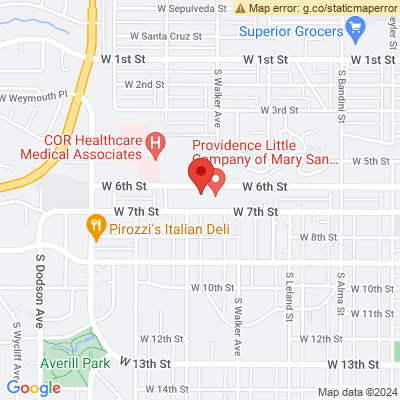 Map error: g.co/staticmaperror
W Sepulveda St
Superior Grocers
W Santa Cruz St
W 1st St
W 1st St
W 2nd St
S Walker Ave
S Bandini St
W Weymouth Pl
W 3rd St
COR Healthcare
Medical Associates
Providence Little
Company of Mary San...
W 5th St
W 6th St
W 6th St
W 7th St
W 7th St
Pirozzi's Italian Deli
W 8th St
S Dodson Ave
W 10th St
S Leland St
S Alma St
W 11th St
S Walker Ave
S Wycliff Ave
W 12th St
W 12th St
Averill Park
W 13th St
W 13th St
W 14th St
Google
Map data ©2024